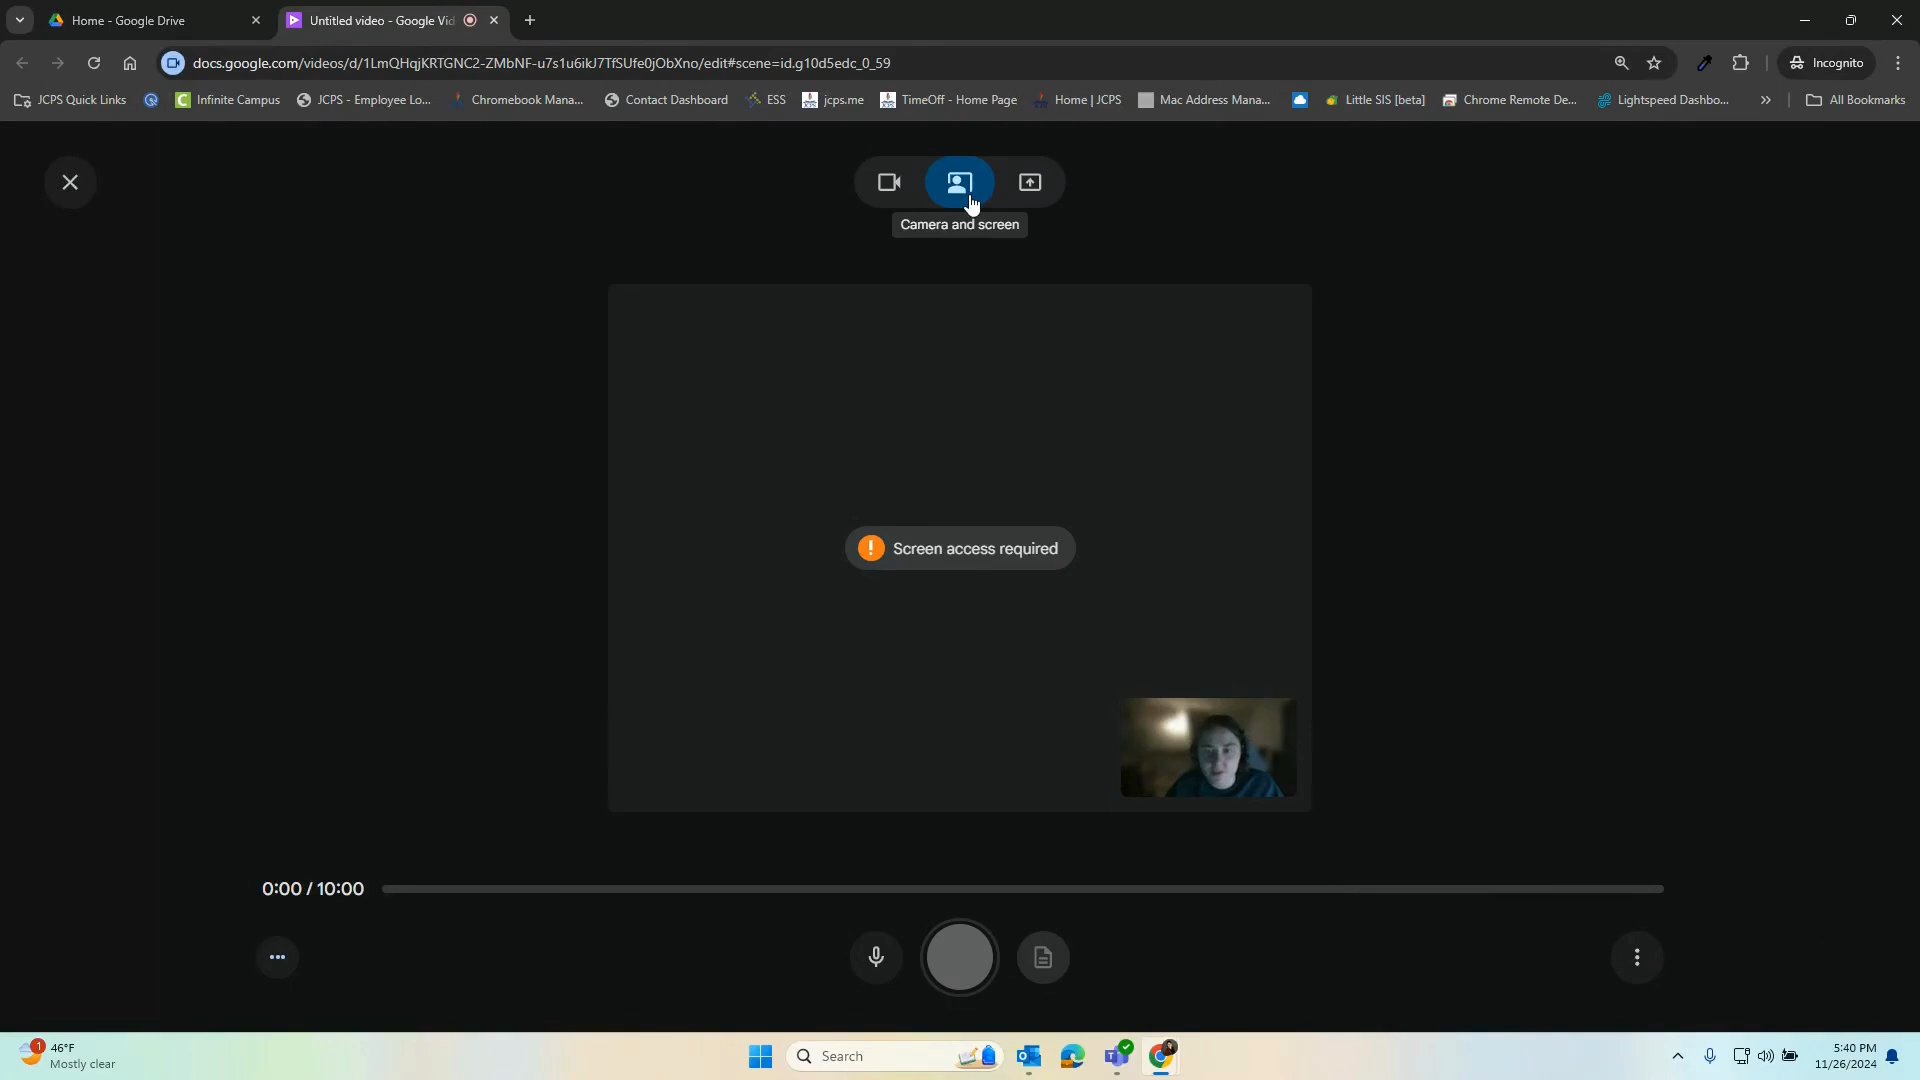 Home - Google Drive
Untitled video - Google Vid
docs.google.com/videos/d/1LmQHqjKRTGNC2-ZMbNF-u7s1u6ikJ7TfSUfe0jObXno/edit#scene=id.g10d5edc_0_59
Incognito
JCPS Quick Links
Infinite Campus
JCPS - Employee Lo...
Chromebook Mana...
Contact Dashboard
ESS
jcps.me
TimeOff - Home Page
Home | JCPS
Mac Address Mana...
Little SIS [beta]
Chrome Remote De...
Lightspeed Dashbo...
All Bookmarks
Camera and screen
Screen access required
0:00 / 10:00
1
46°F
Mostly clear
Search
5:40 PM
11/26/2024